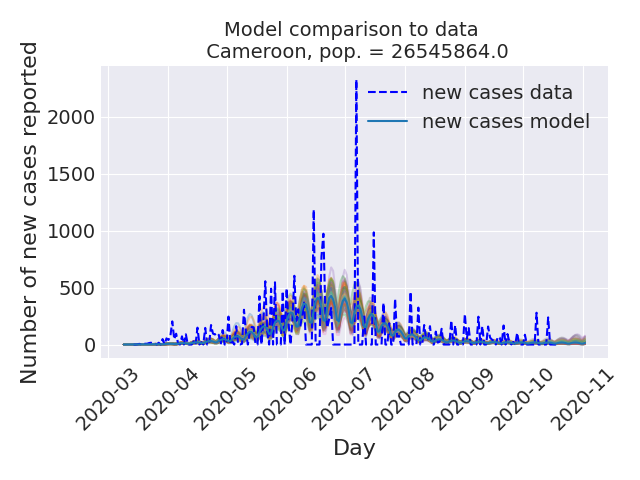 Model comparison to data
Cameroon, pop. = 26545864.0
Number of new cases reported
2000
1500
1000
500
0
new cases data
new cases model
2020-03
2020-04
2020-05
2020-06
2020-07
2020-08
2020-09
2020-10
2020-11
Day